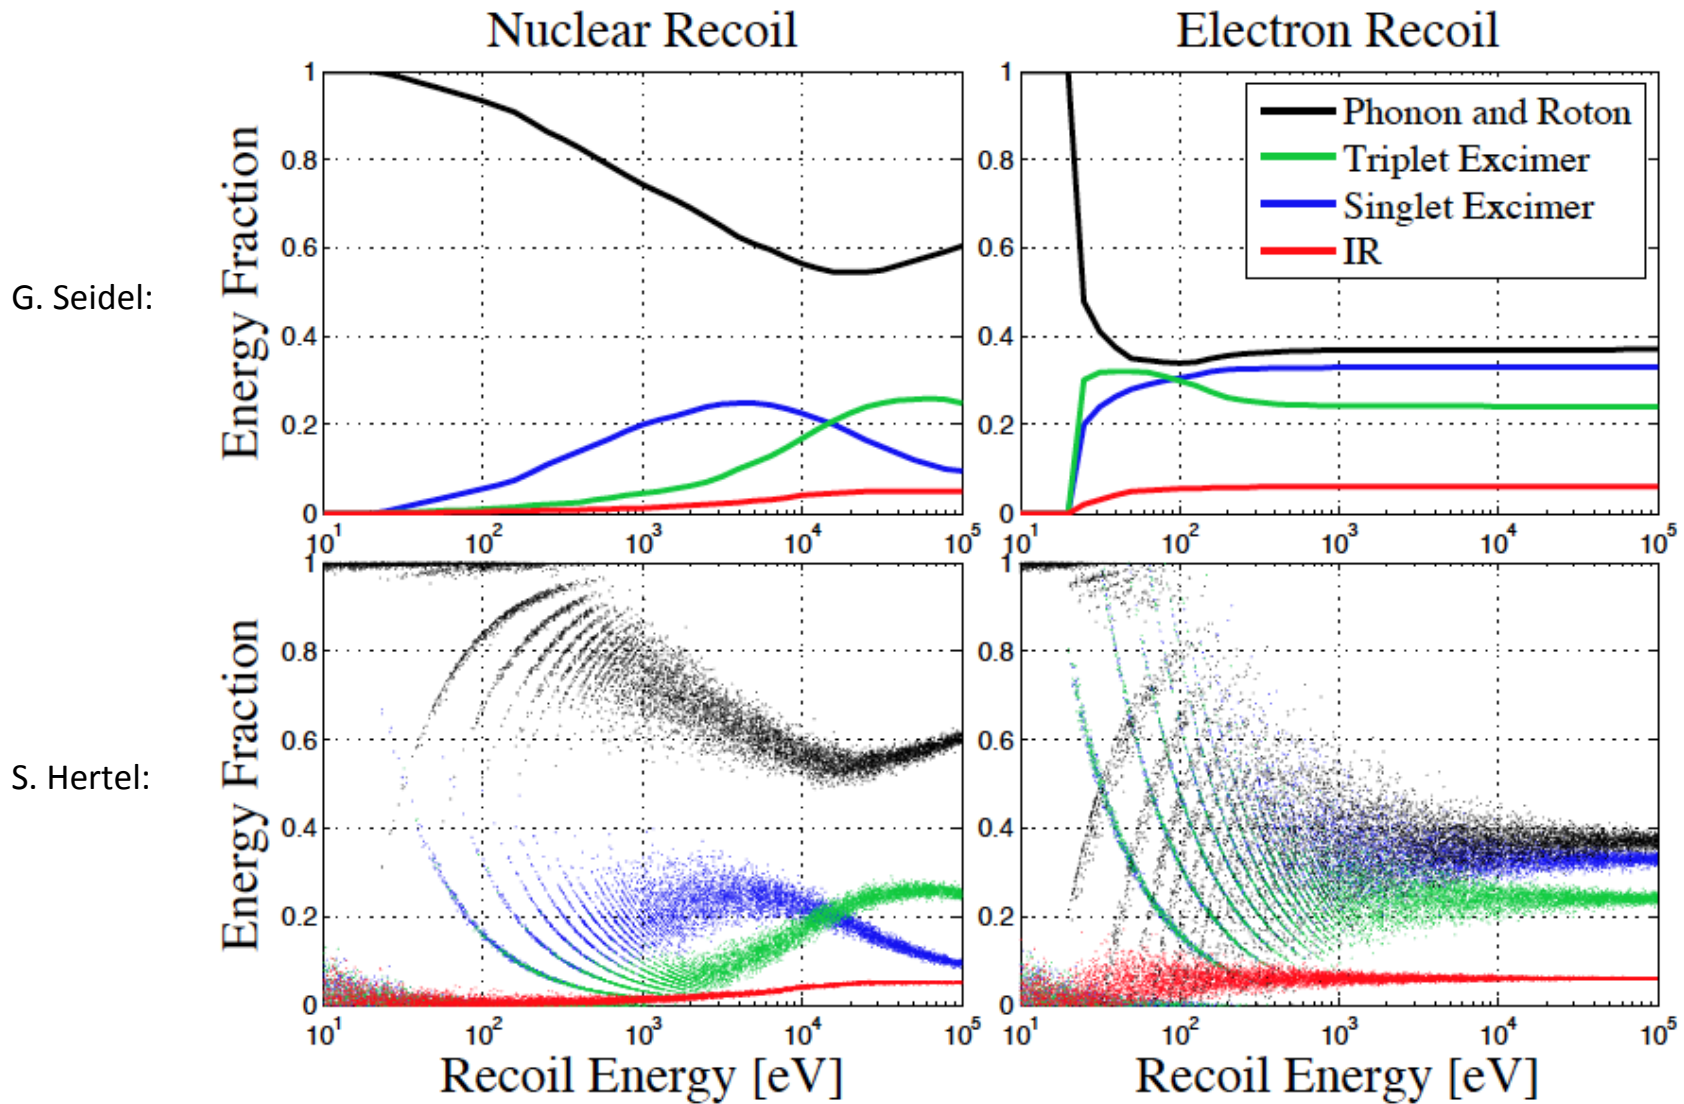 Nuclear Recoil
Electron Recoil
G. Seidel:
Energy Fraction
1
0.8
0.6
0.4
0.2
0
10^1 10^2 10^3 10^4 10^5
1
0.8
0.6
0.4
0.2
0
10^1 10^2 10^3 10^4 10^5
Phonon and Roton
Triplet Excimer
Singlet Excimer
IR
S. Hertel:
Energy Fraction
1
0.8
0.6
0.4
0.2
0
10^1 10^2 10^3 10^4 10^5
Recoil Energy [eV]
1
0.8
0.6
0.4
0.2
0
10^1 10^2 10^3 10^4 10^5
Recoil Energy [eV]